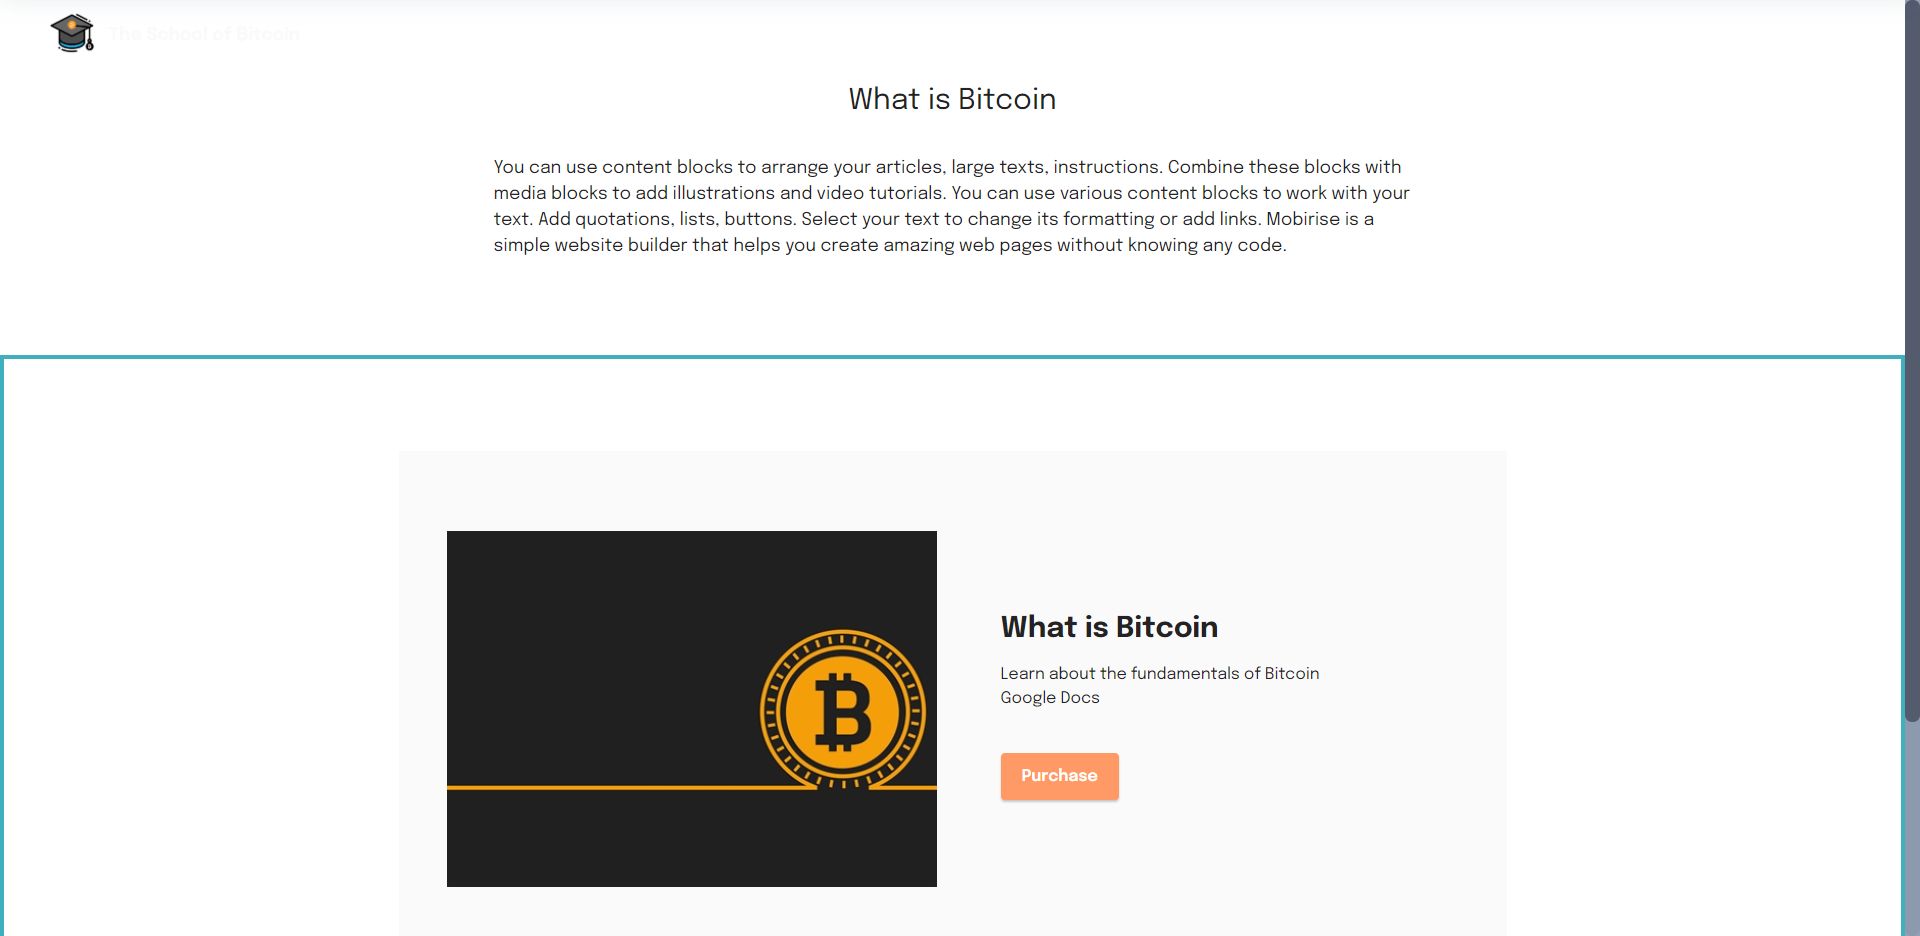 The School of Bitcoin
What is Bitcoin
You can use content blocks to arrange your articles, large texts, instructions. Combine these blocks with
media blocks to add illustrations and video tutorials. You can use various content blocks to work with your
text. Add quotations, lists, buttons. Select your text to change its formatting or add links. Mobirise is a
simple website builder that helps you create amazing web pages without knowing any code.
What is Bitcoin
Learn about the fundamentals of Bitcoin
Google Docs
Purchase